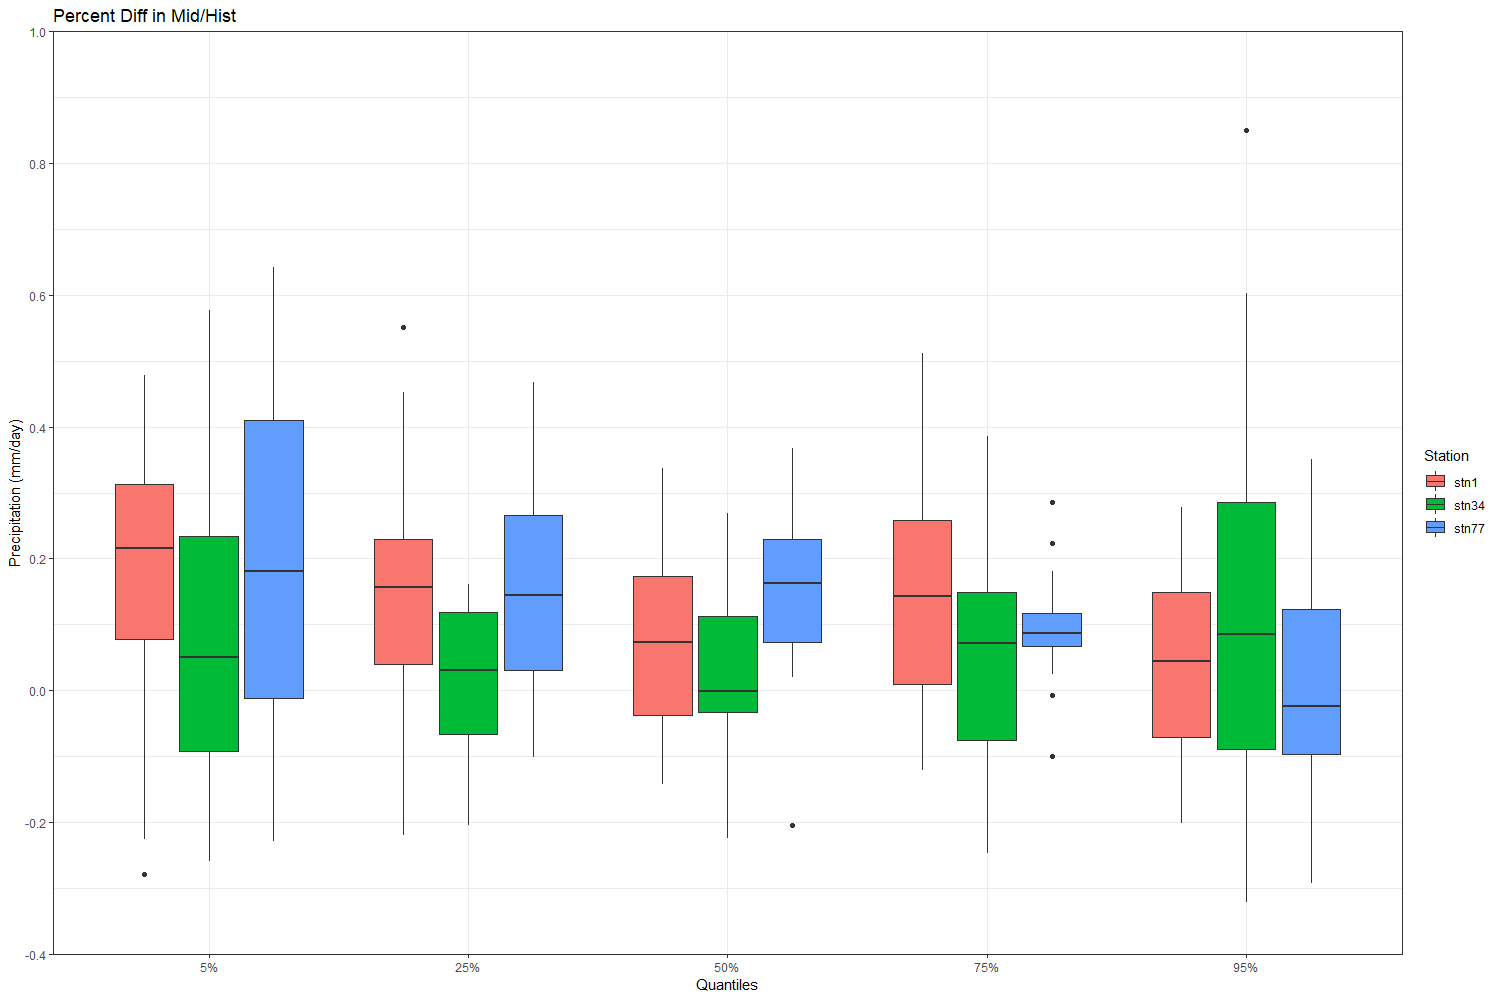 Percent Diff in Mid/Hist
Precipitation (mm/day)
1.0
0.8
0.6
0.4
0.2
0.0
-0.2
-0.4
5%
25%
50%
75%
95%
Quantiles
Station
stn1
stn34
stn77